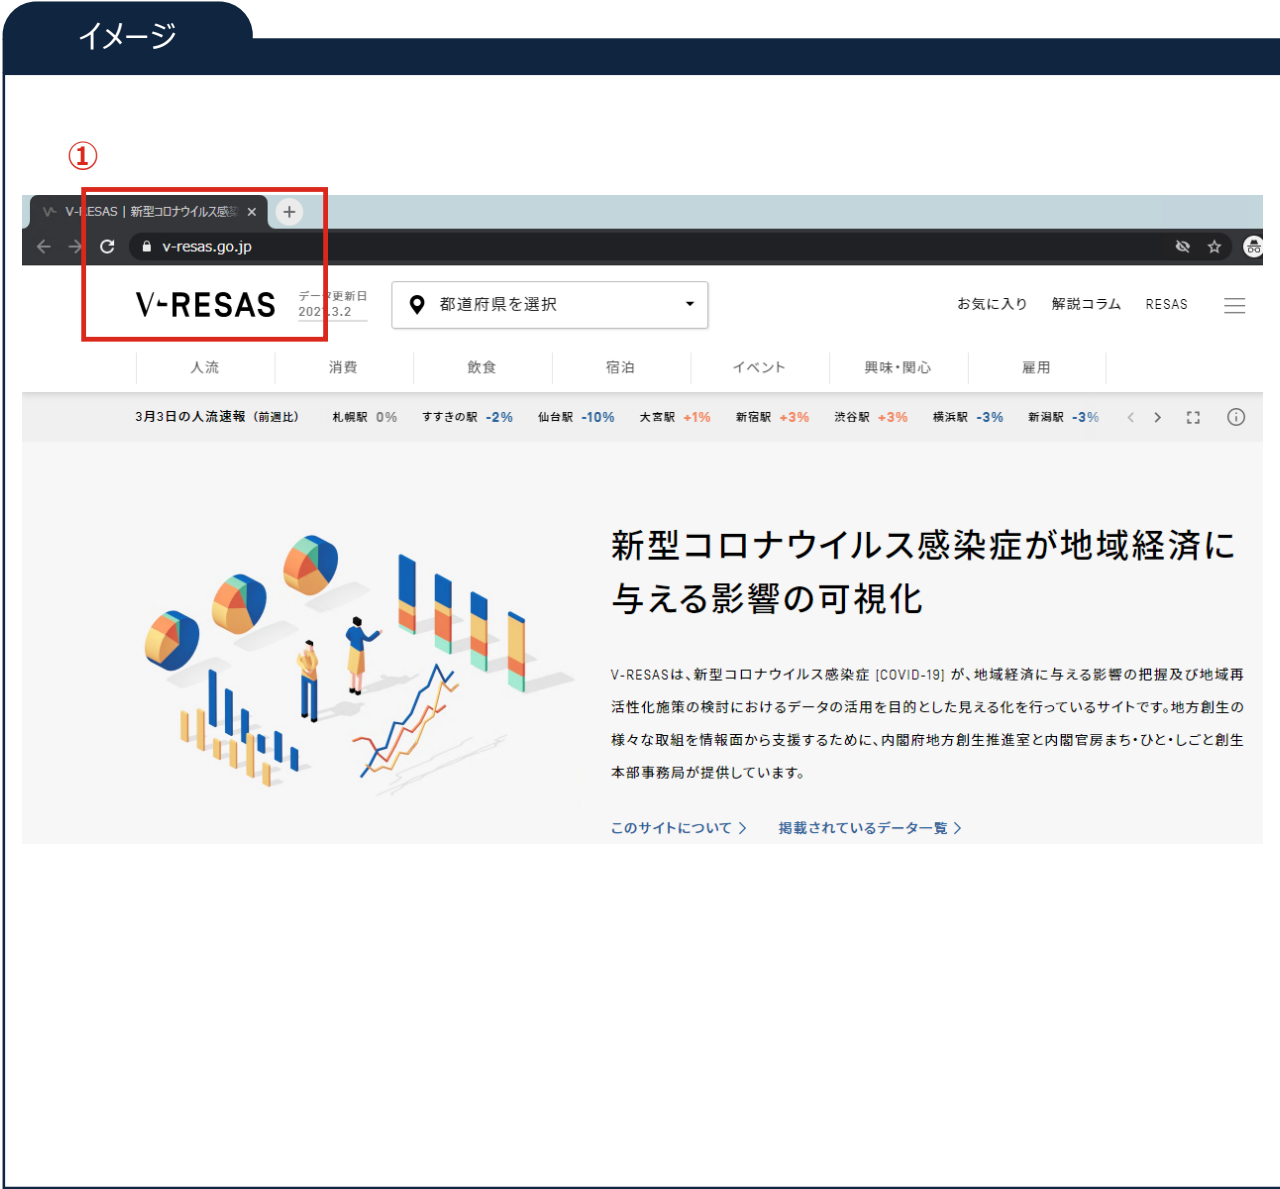 イメージ
①
V-RESAS | 新型コロナウイルス感
v-resas.go.jp
V-RESAS
データ更新日
2021.3.2
都道府県を選択
お気に入り 解説コラム RESAS
人流 消費 飲食 宿泊 イベント 興味・関心 雇用
3月3日の人流速報（前週比） 札幌駅 0% すすきの駅 -2% 仙台駅 -10% 大宮駅 +1% 新宿駅 +3% 渋谷駅 +3% 横浜駅 -3% 新潟駅 -3%
新型コロナウイルス感染症が地域経済に
与える影響の可視化
V-RESASは、新型コロナウイルス感染症 [COVID-19] が、地域経済に与える影響の把握及び地域再
活性化施策の検討におけるデータの活用を目的とした見える化を行っているサイトです。地方創生の
様々な取組を情報面から支援するために、内閣府地方創生推進室と内閣官房まち・ひと・しごと創生
本部事務局が提供しています。
このサイトについて 掲載されているデータ一覧